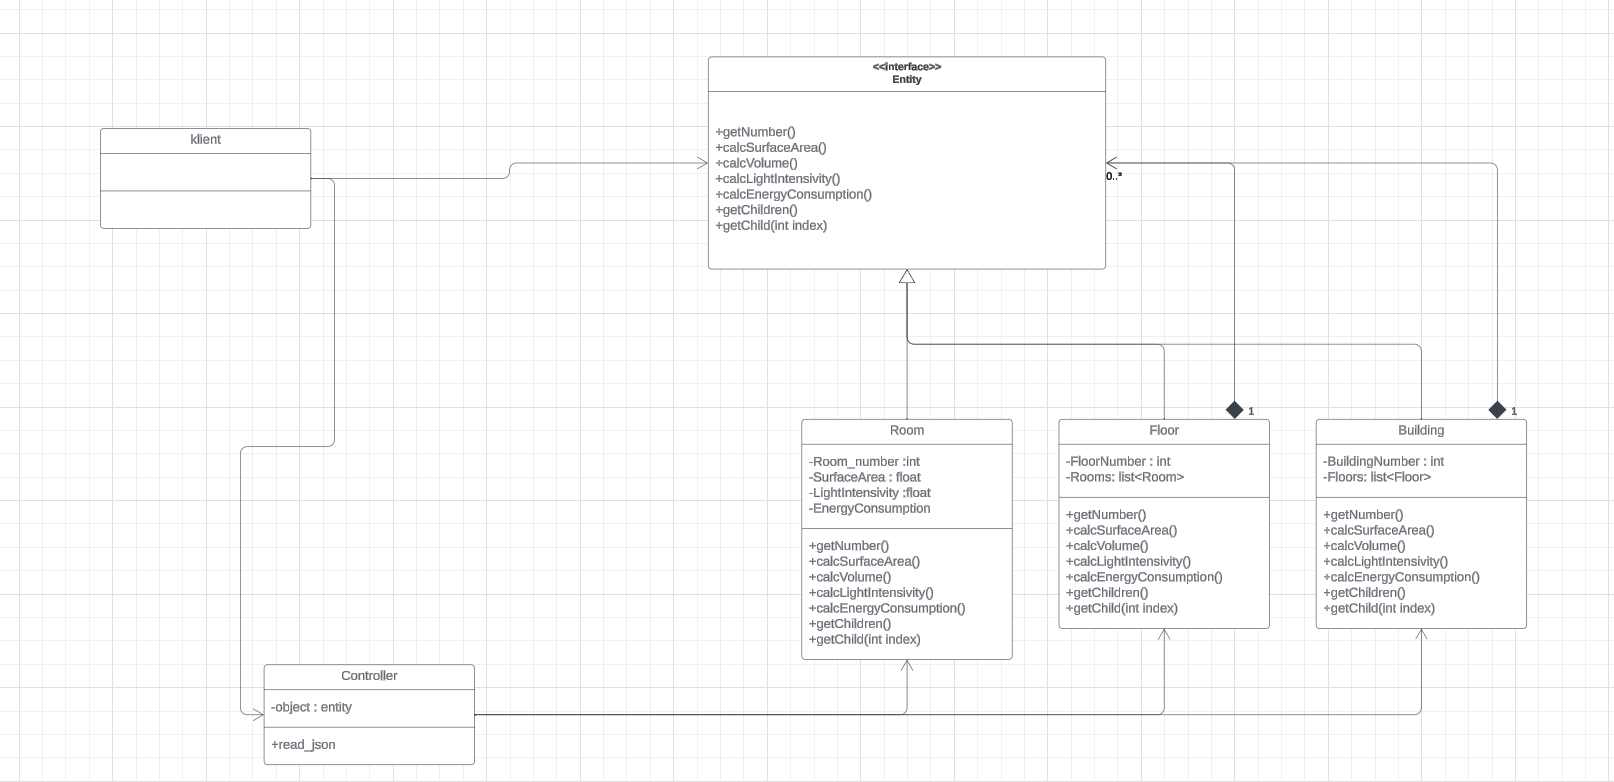 <<interface>>
Entity
+getNumber()
+calcSurfaceArea()
+calcVolume()
+calcLightIntensivity()
+calcEnergyConsumption()
+getChildren()
+getChild(int index)
klient
0..*
1
1
Room
-Room_number :int
-SurfaceArea : float
-LightIntensivity :float
-EnergyConsumption
+getNumber()
+calcSurfaceArea()
+calcVolume()
+calcLightIntensivity()
+calcEnergyConsumption()
+getChildren()
+getChild(int index)
Floor
-FloorNumber : int
-Rooms: list<Room>
+getNumber()
+calcSurfaceArea()
+calcVolume()
+calcLightIntensivity()
+calcEnergyConsumption()
+getChildren()
+getChild(int index)
Building
-BuildingNumber : int
-Floors: list<Floor>
+getNumber()
+calcSurfaceArea()
+calcVolume()
+calcLightIntensivity()
+calcEnergyConsumption()
+getChildren()
+getChild(int index)
Controller
-object : entity
+read_json